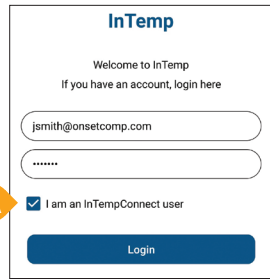 InTemp
Welcome to InTemp
If you have an account, login here
jsmith@onsetcomp.com
•••••••
I am an InTempConnect user
Login